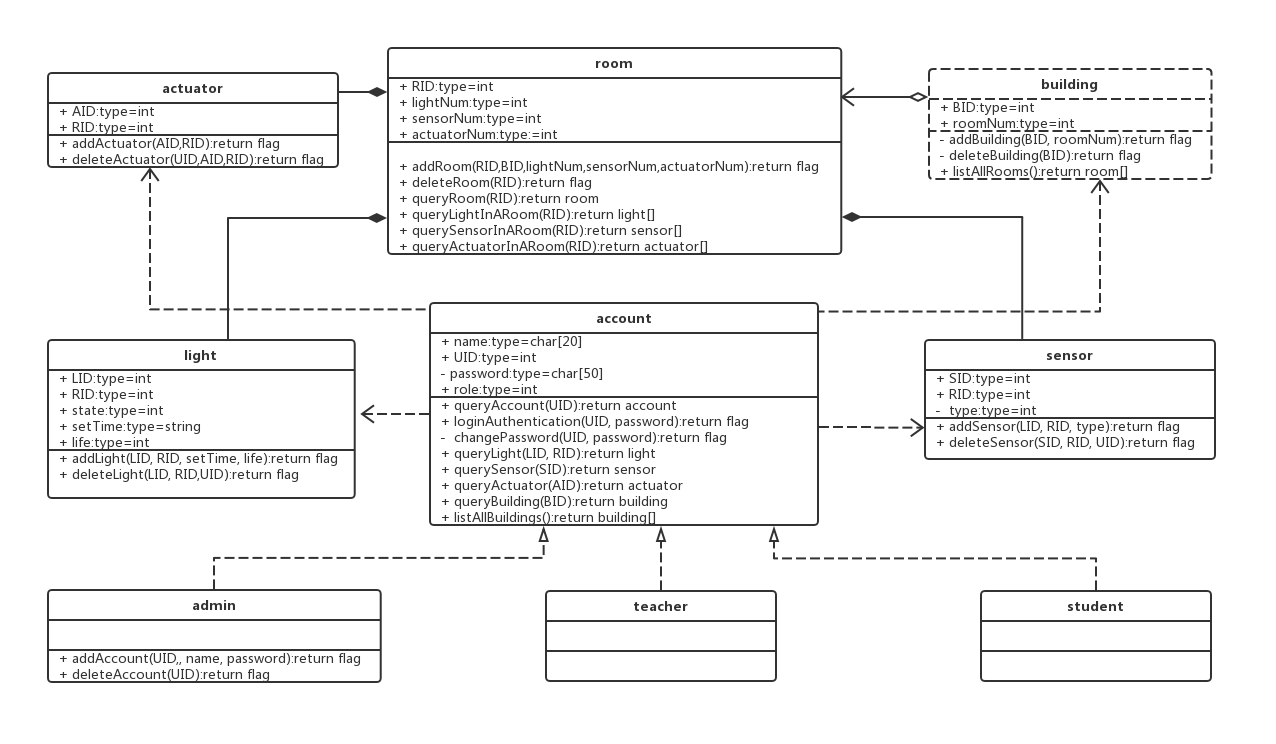 actuator
+ AID:type=int
+ RID:type=int
+ addActuator(AID,RID):return flag
+ deleteActuator(UID,AID,RID):return flag
room
+ RID:type=int
+ lightNum:type=int
+ sensorNum:type=int
+ actuatorNum:type:=int
+ addRoom(RID,BID,lightNum,sensorNum,actuatorNum):return flag
+ deleteRoom(RID):return flag
+ queryRoom(RID):return room
+ queryLightInARoom(RID):return light[]
+ querySensorInARoom(RID):return sensor[]
+ queryActuatorInARoom(RID):return actuator[]
building
+ BID:type=int
+ roomNum:type=int
- addBuilding(BID, roomNum):return flag
- deleteBuilding(BID):return flag
+ listAllRooms():return room[]
light
+ LID:type=int
+ RID:type=int
+ state:type=int
+ setTime:type=string
+ life:type=int
+ addLight(LID, RID, setTime, life):return flag
+ deleteLight(LID, RID,UID):return flag
account
+ name:type=char[20]
+ UID:type=int
- password:type=char[50]
+ role:type=int
+ queryAccount(UID):return account
+ loginAuthentication(UID, password):return flag
- changePassword(UID, password):return flag
+ queryLight(LID, RID):return light
+ querySensor(SID):return sensor
+ queryActuator(AID):return actuator
+ queryBuilding(BID):return building
+ listAllBuildings():return building[]
sensor
+ SID:type=int
+ RID:type=int
- type:type=int
+ addSensor(LID, RID, type):return flag
+ deleteSensor(SID, RID, UID):return flag
admin
+ addAccount(UID,, name, password):return flag
+ deleteAccount(UID):return flag
teacher
student